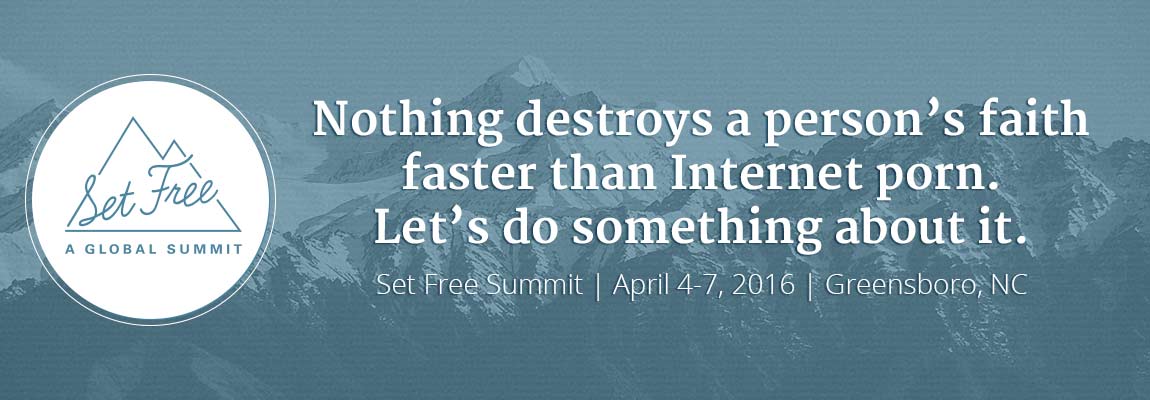 Set Free
A GLOBAL SUMMIT
Nothing destroys a person’s faith
faster than Internet porn.
Let’s do something about it.
Set Free Summit | April 4-7, 2016 | Greensboro, NC